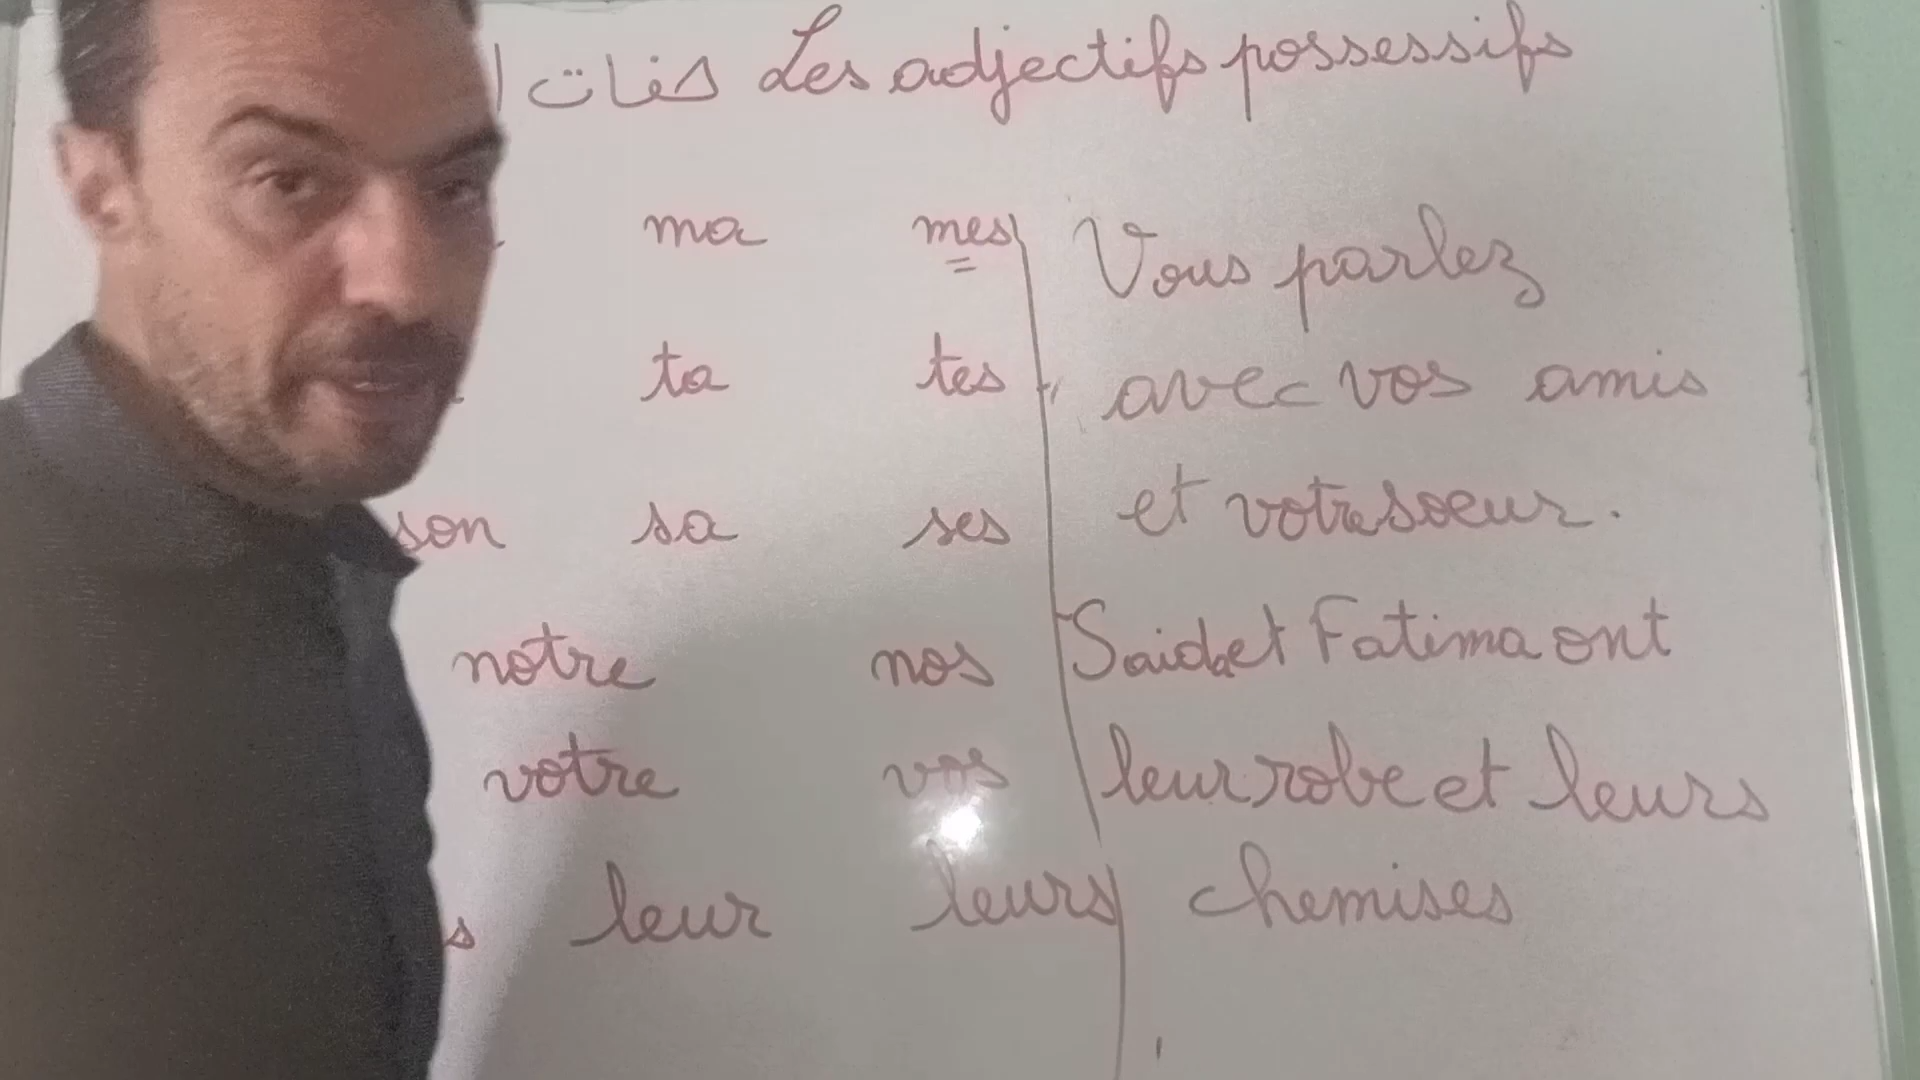 صفات Les adjectifs possessifs
ma mes
ta tes
son sa ses
notre nos
votre vos
leur leurs
Vous parlez
avec vos amis
et votre soeur.
Said et Fatima ont
leur robe et leurs
chemises